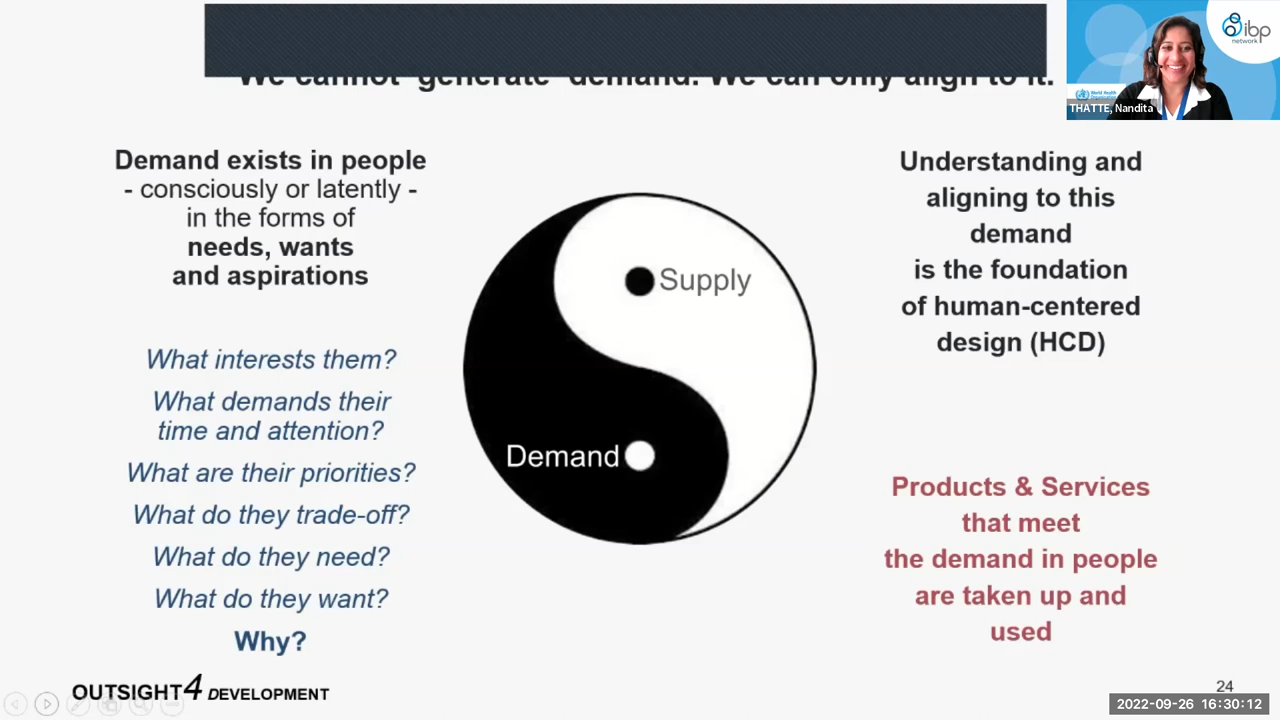 We cannot 'generate' demand. We can only align to it.
ibp
network
World Health
Organization
THATTE, Nandita
Demand exists in people
- consciously or latently -
in the forms of
needs, wants
and aspirations
What interests them?
What demands their
time and attention?
What are their priorities?
What do they trade-off?
What do they need?
What do they want?
Why?
Supply
Demand
Understanding and
aligning to this
demand
is the foundation
of human-centered
design (HCD)
Products & Services
that meet
the demand in people
are taken up and
used
OUTSIGHT4 DEVELOPMENT
24
2022-09-26 16:30:12